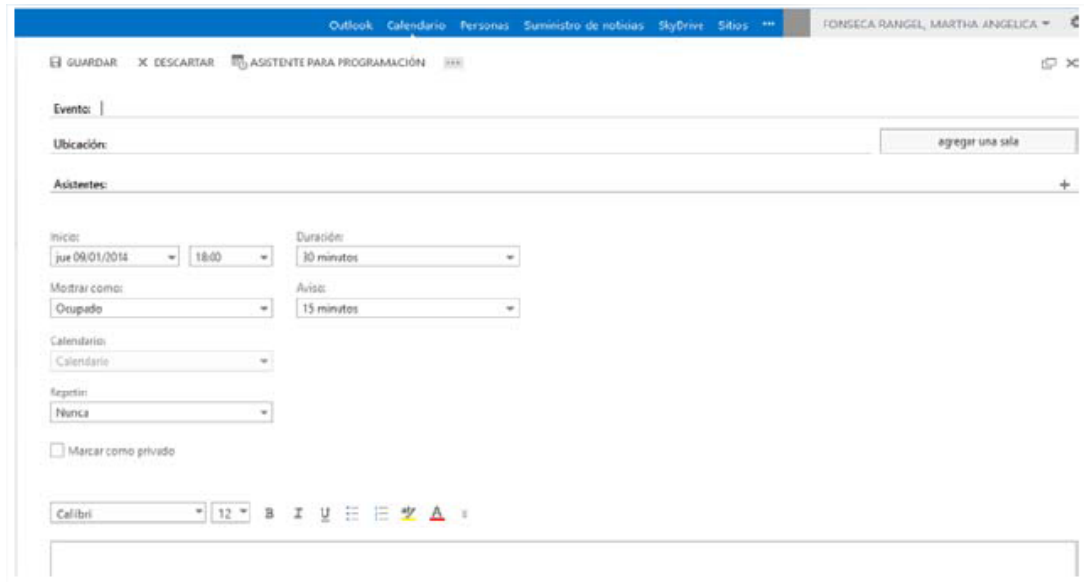 Outlook Calendario Personas Suministro de noticias SkyDrive Sitios ••• FONSECA RANGEL, MARTHA ANGELICA
GUARDAR X DESCARTAR ASISTENTE PARA PROGRAMACIÓN •••
Evento:
Ubicación: agregar una sala
Asistentes: +
Inicio: Duración:
jue 09/01/2014 18:00 30 minutos
Mostrar como: Aviso:
Ocupado 15 minutos
Calendario:
Calendario
Repetir:
Nunca
Marcar como privado
Calibri 12 B I U ab A